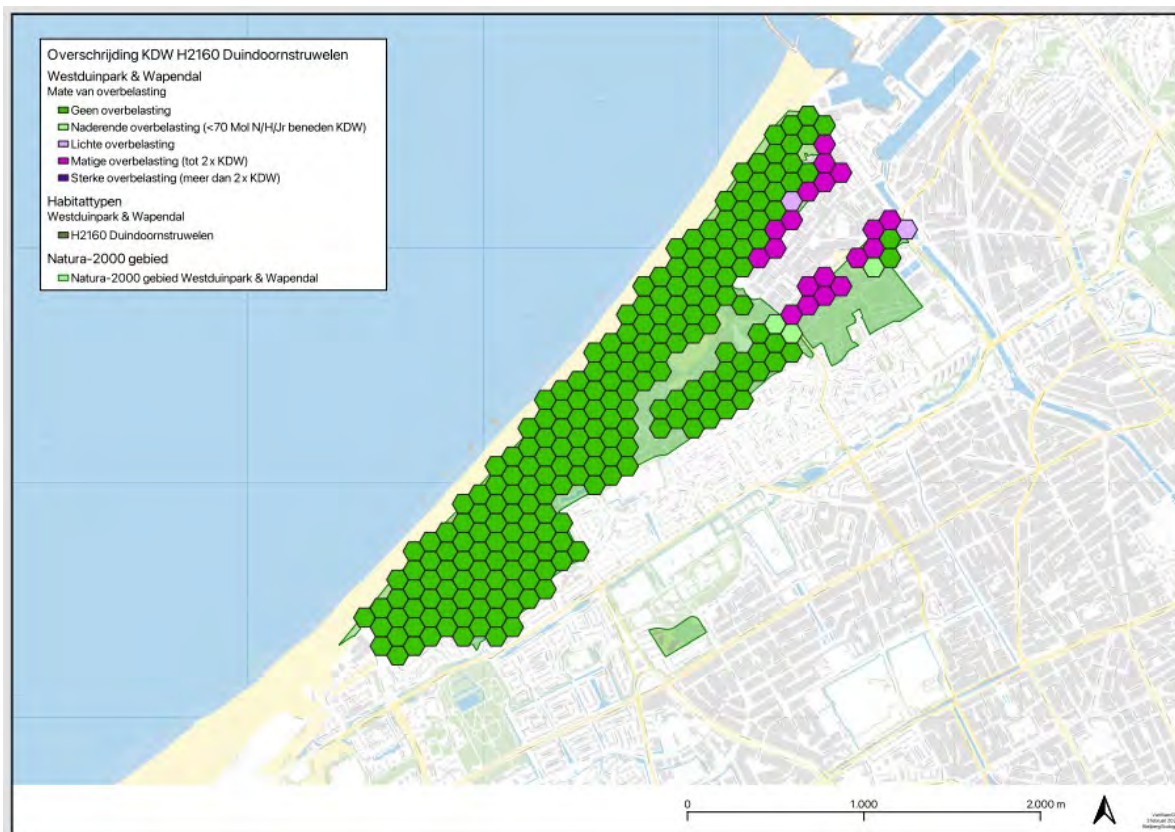 Overschrijding KDW H2160 Duindoornstruwelen
Westduinpark & Wapendal
Mate van overbelasting
Geen overbelasting
Naderende overbelasting (<70 Mol N/H/Jr beneden KDW)
Lichte overbelasting
Matige overbelasting (tot 2 x KDW)
Sterke overbelasting (meer dan 2 x KDW)
Habitattypen
Westduinpark & Wapendal
H2160 Duindoornstruwelen
Natura-2000 gebied
Natura-2000 gebied Westduinpark & Wapendal
0 1.000 2.000 m